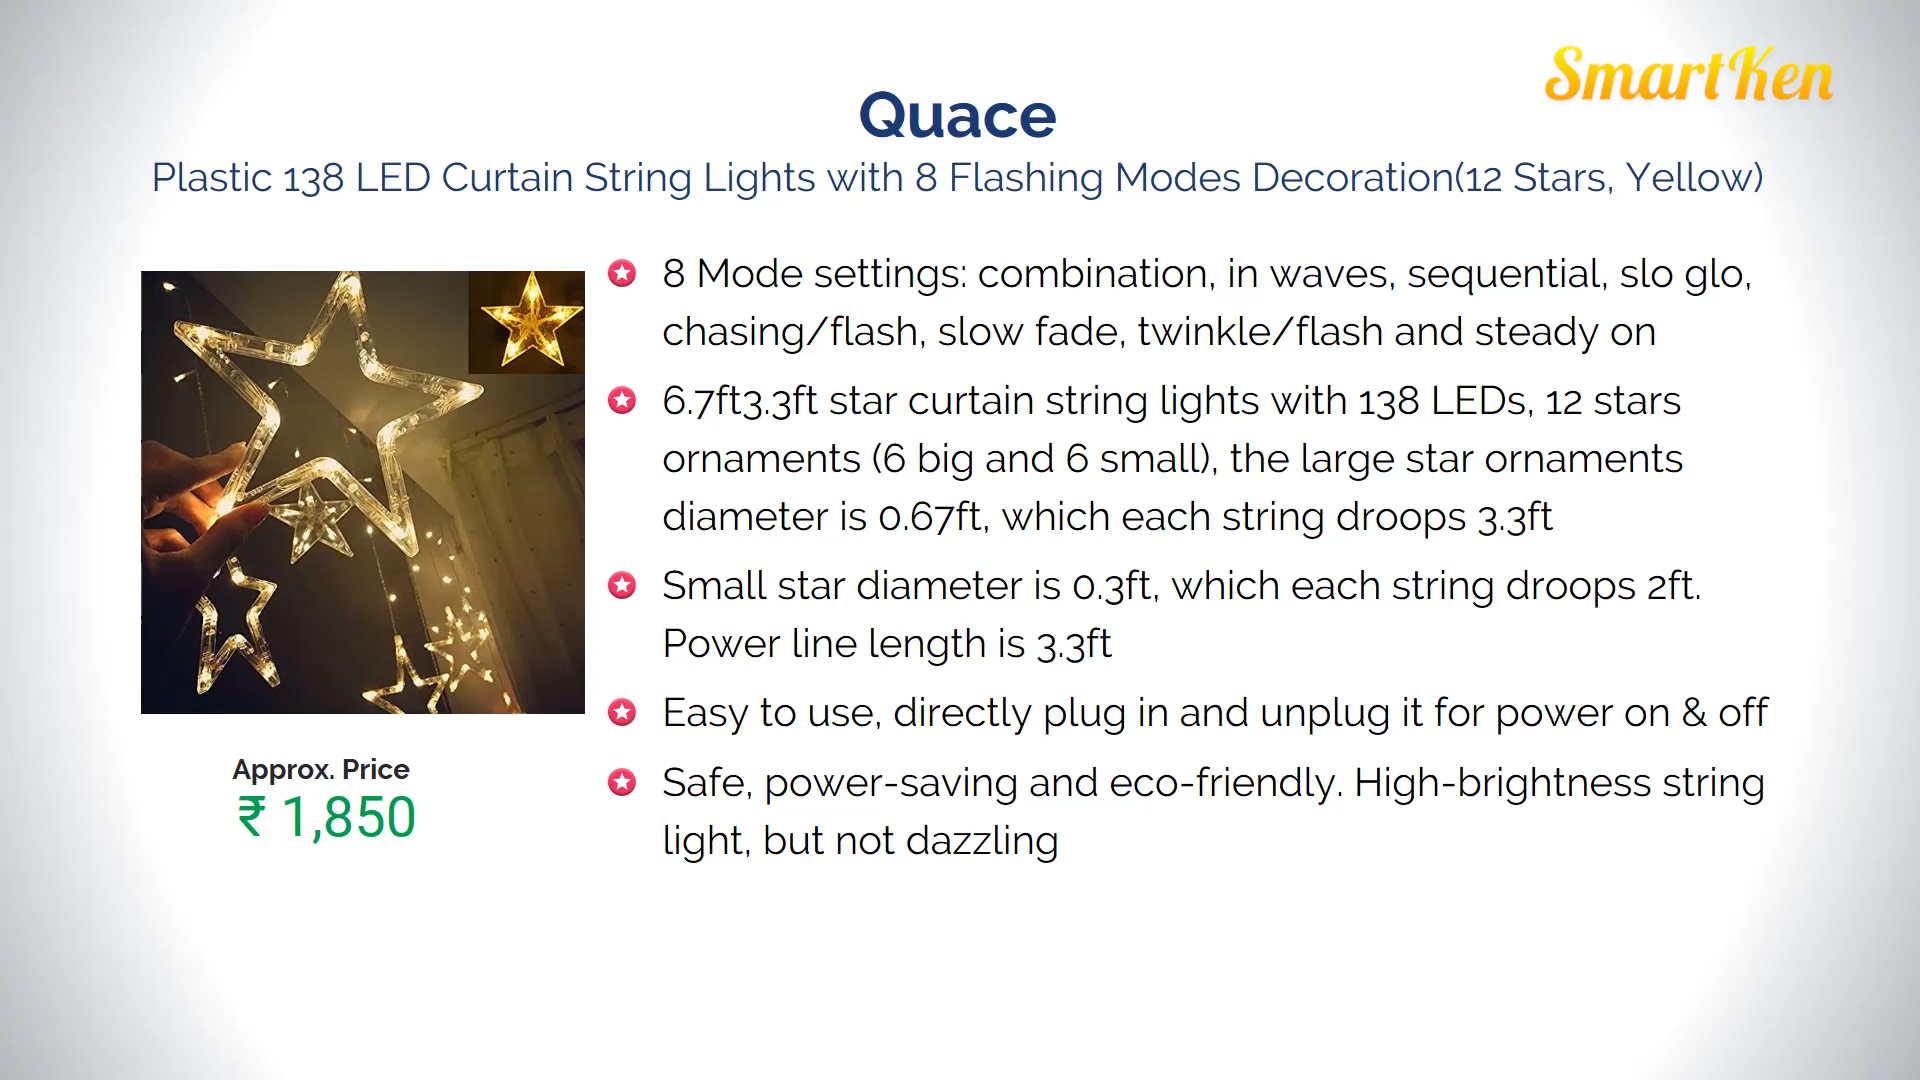 SmartKen
Quace
Plastic 138 LED Curtain String Lights with 8 Flashing Modes Decoration(12 Stars, Yellow)
8 Mode settings: combination, in waves, sequential, slo glo,
chasing/flash, slow fade, twinkle/flash and steady on
6.7ft3.3ft star curtain string lights with 138 LEDs, 12 stars
ornaments (6 big and 6 small), the large star ornaments
diameter is 0.67ft, which each string droops 3.3ft
Small star diameter is 0.3ft, which each string droops 2ft.
Power line length is 3.3ft
Easy to use, directly plug in and unplug it for power on & off
Safe, power-saving and eco-friendly. High-brightness string
light, but not dazzling
Approx. Price
₹ 1,850